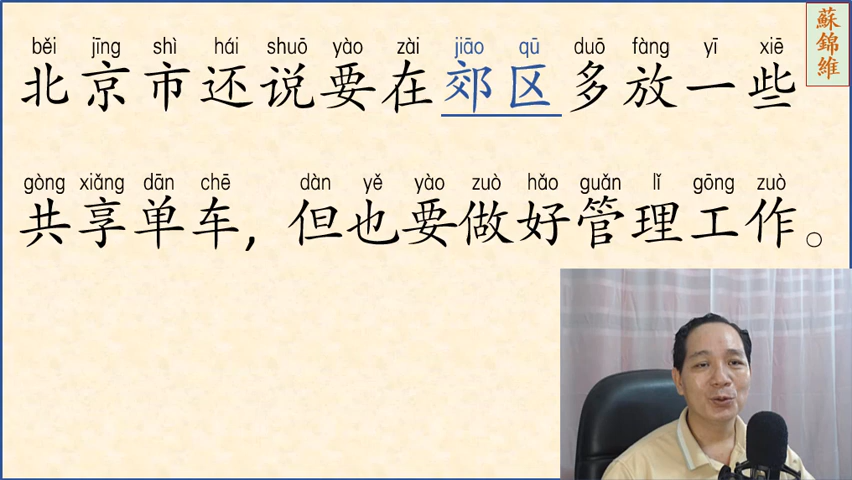 běi jīng shì hái shuō yào zài jiāo qū duō fàng yī xiē
北京市还说要在郊区多放一些
gòng xiǎng dān chē dàn yě yào zuò hǎo guǎn lǐ gōng zuò
共享单车，但也要做好管理工作。
蘇錦維